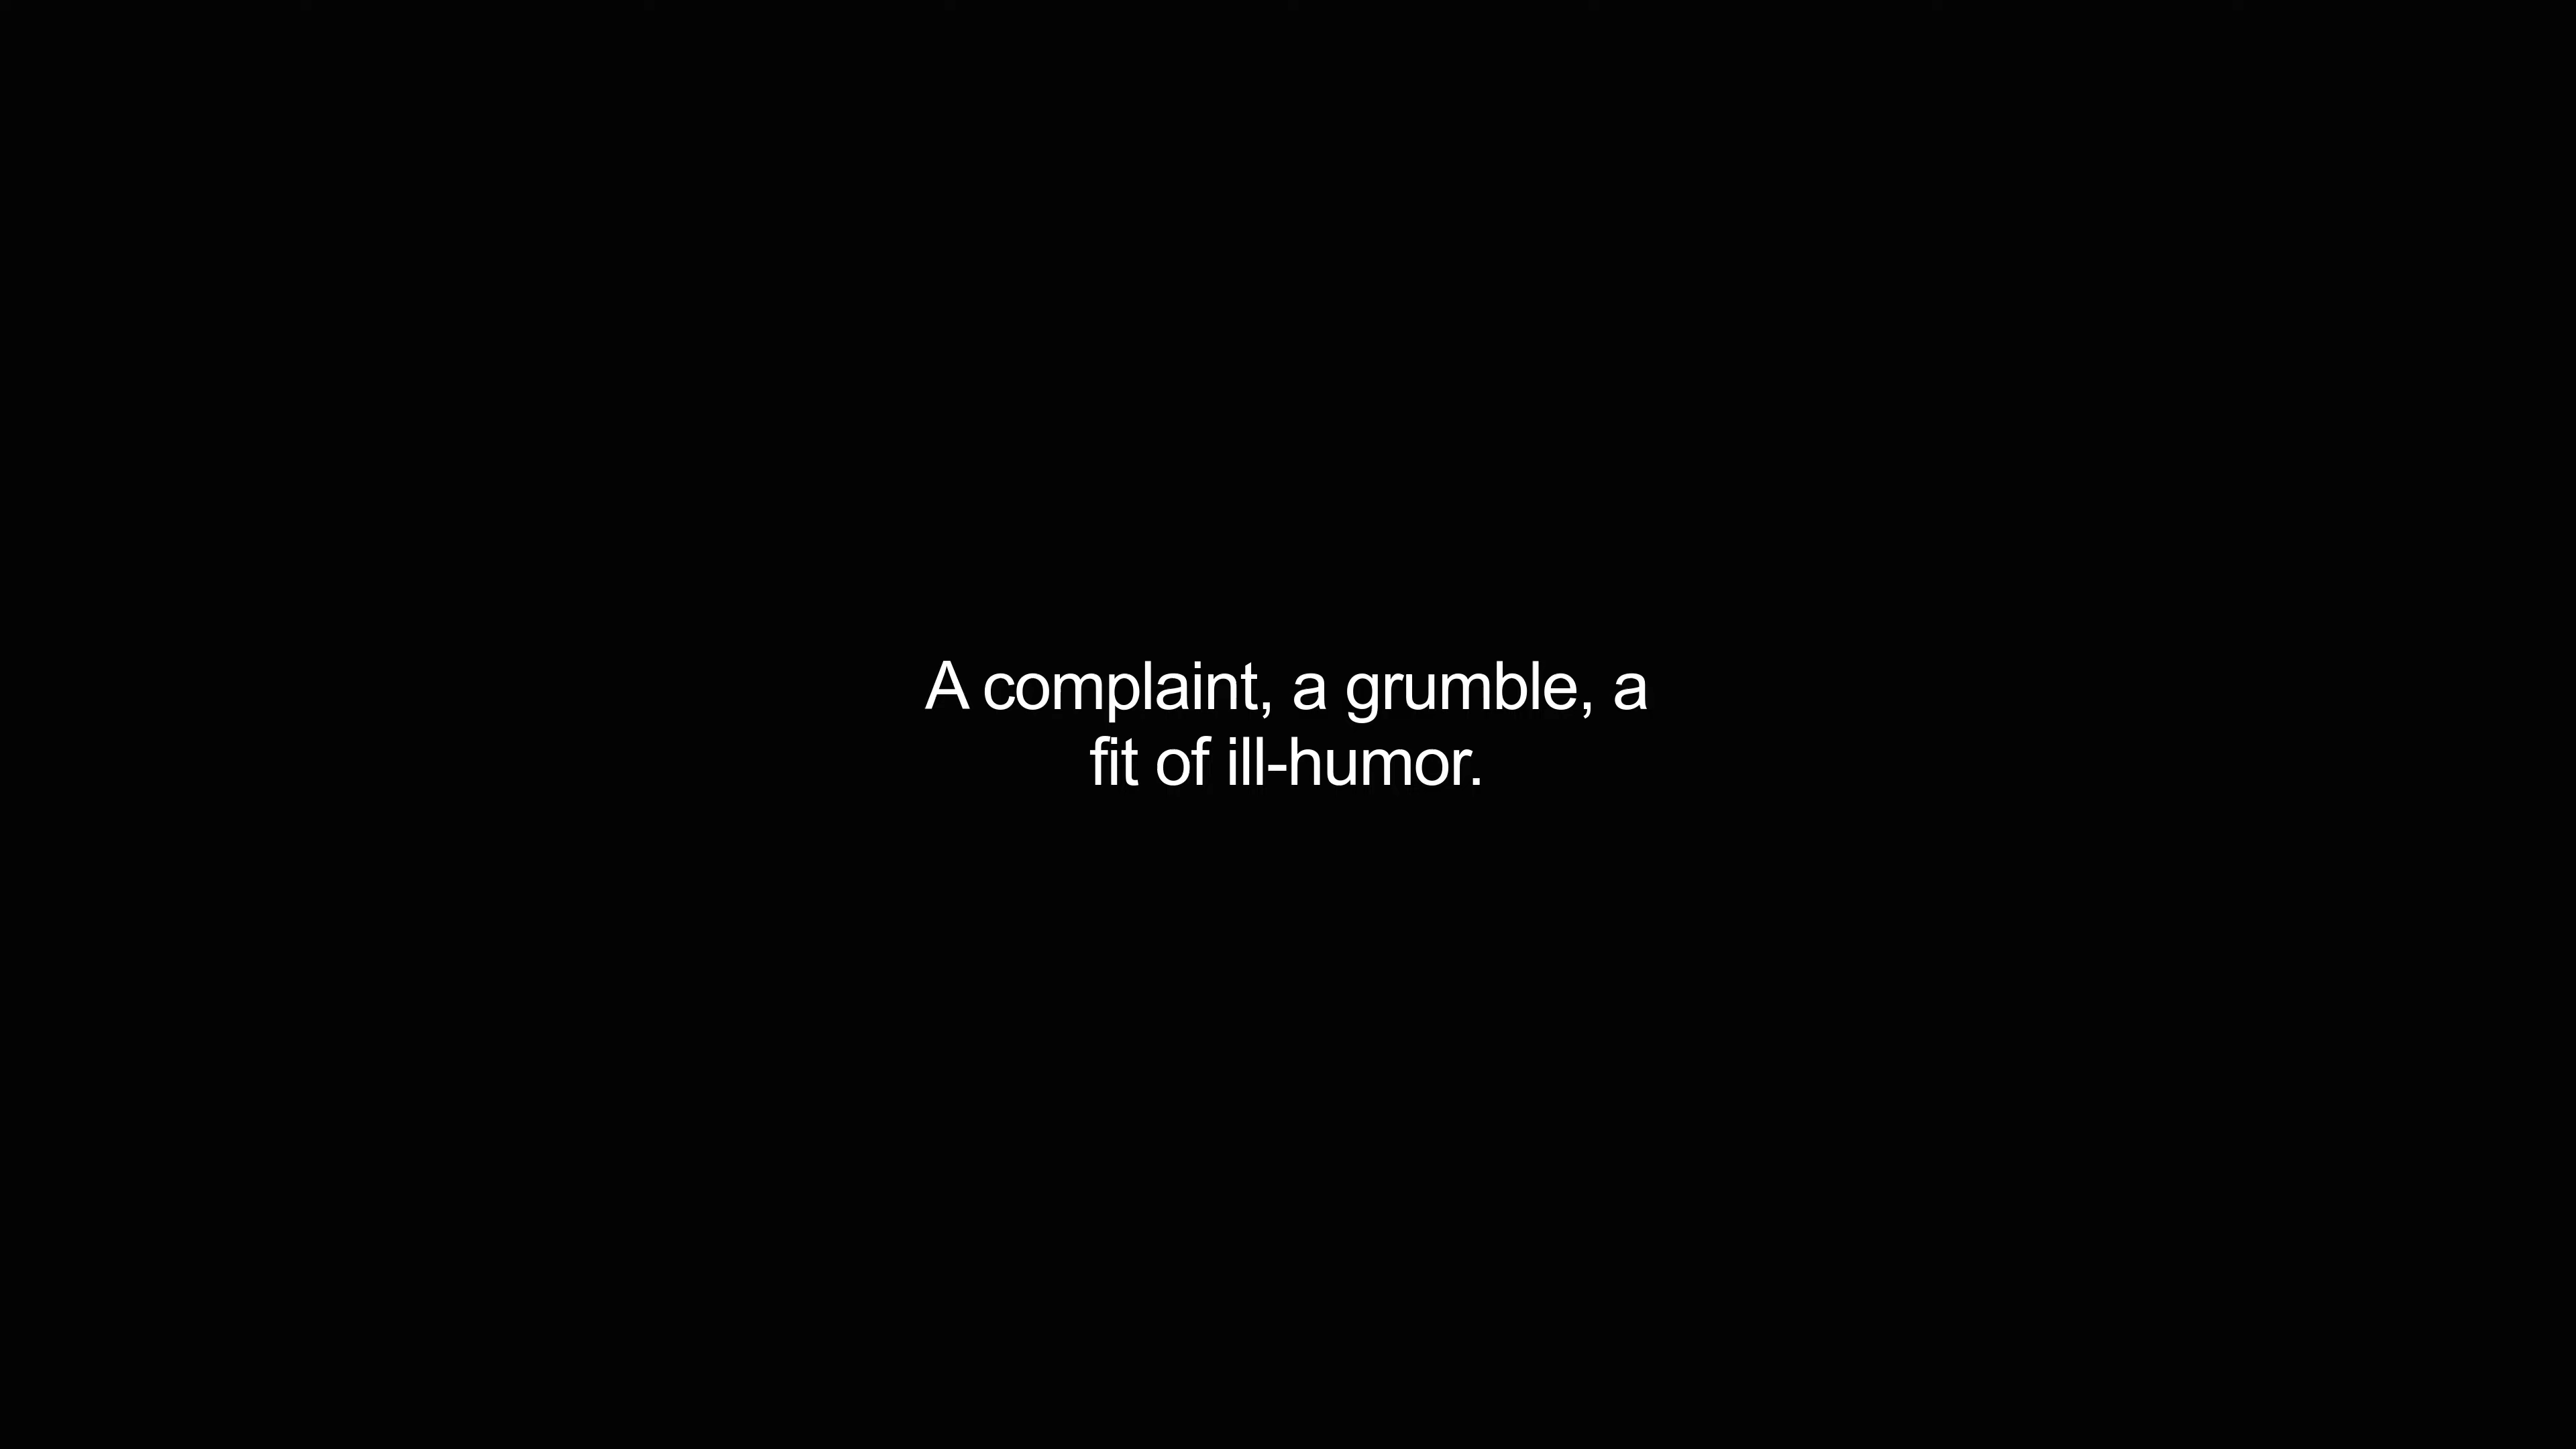 A complaint, a grumble, a
fit of ill-humor.